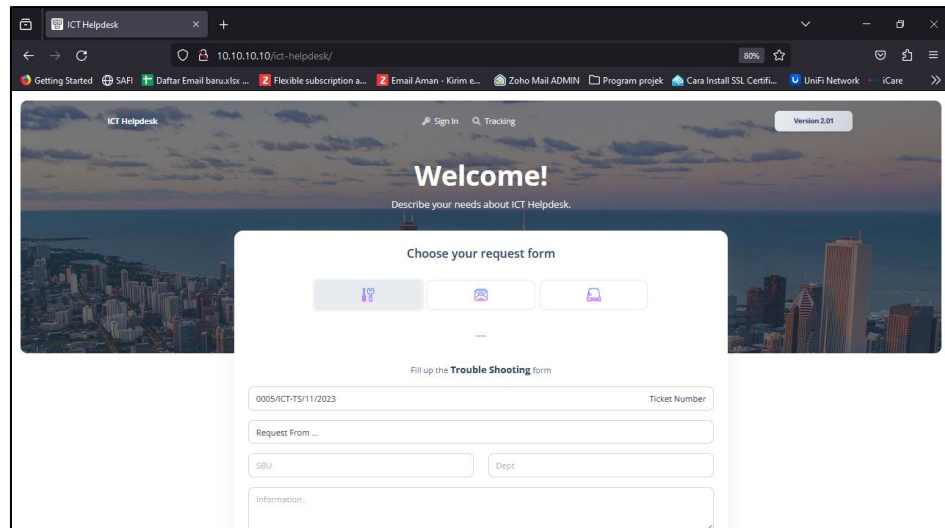 ICT Helpdesk
10.10.10.10/ict-helpdesk/
80%
Getting Started SAFI Daftar Email baru.xlsx ... Flexible subscription a... Email Aman - Kirim e... Zoho Mail ADMIN Program projek Cara Install SSL Certifi... UniFi Network iCare
ICT Helpdesk Sign In Tracking Version 2.01
Welcome!
Describe your needs about ICT Helpdesk.
Choose your request form
Fill up the Trouble Shooting form
0005/ICT-TS/11/2023 Ticket Number
Request From ...
SBU Dept
Information..